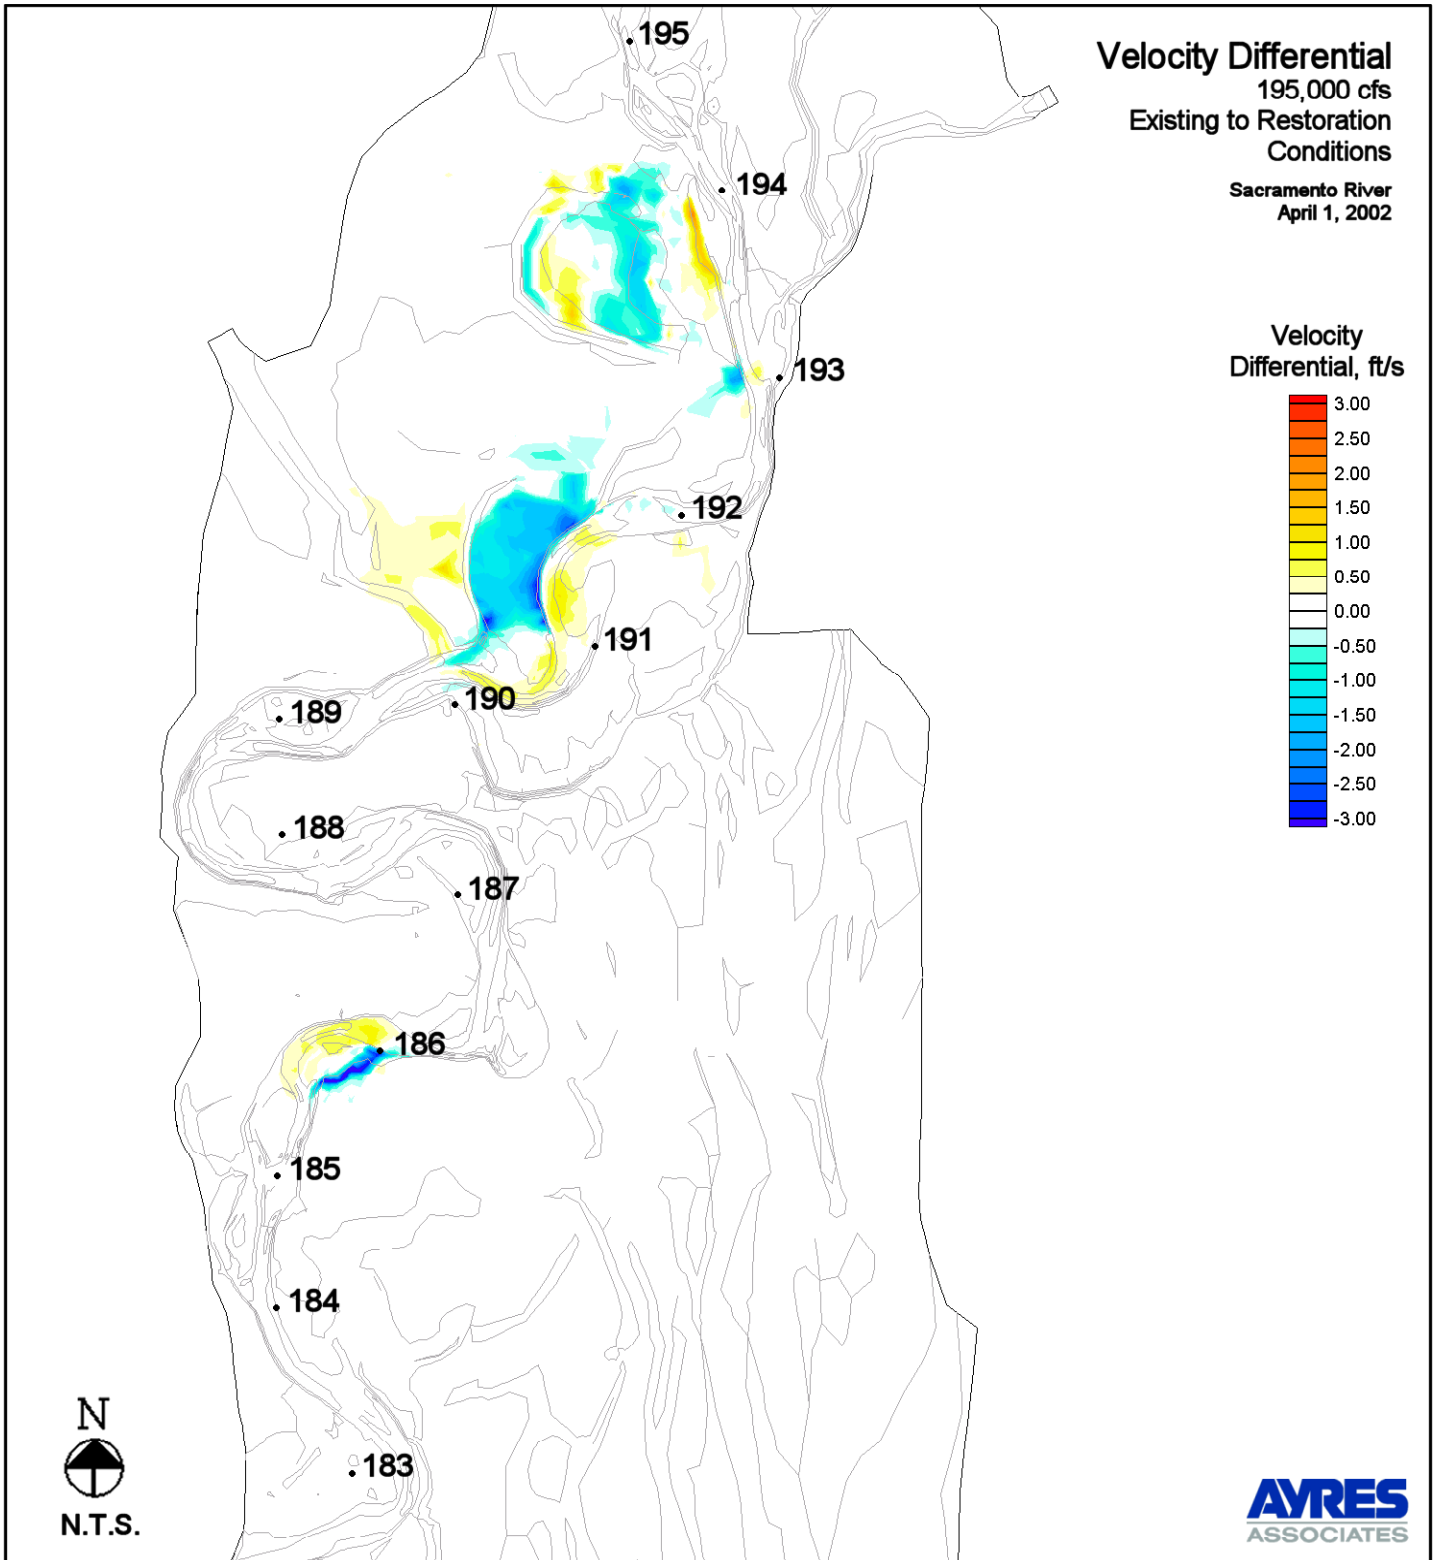 Velocity Differential
195,000 cfs
Existing to Restoration
Conditions
Sacramento River
April 1, 2002
195
194
193
192
191
190
189
188
187
186
185
184
183
Velocity
Differential, ft/s
3.00
2.50
2.00
1.50
1.00
0.50
0.00
-0.50
-1.00
-1.50
-2.00
-2.50
-3.00
N
N.T.S.
AYRES
ASSOCIATES